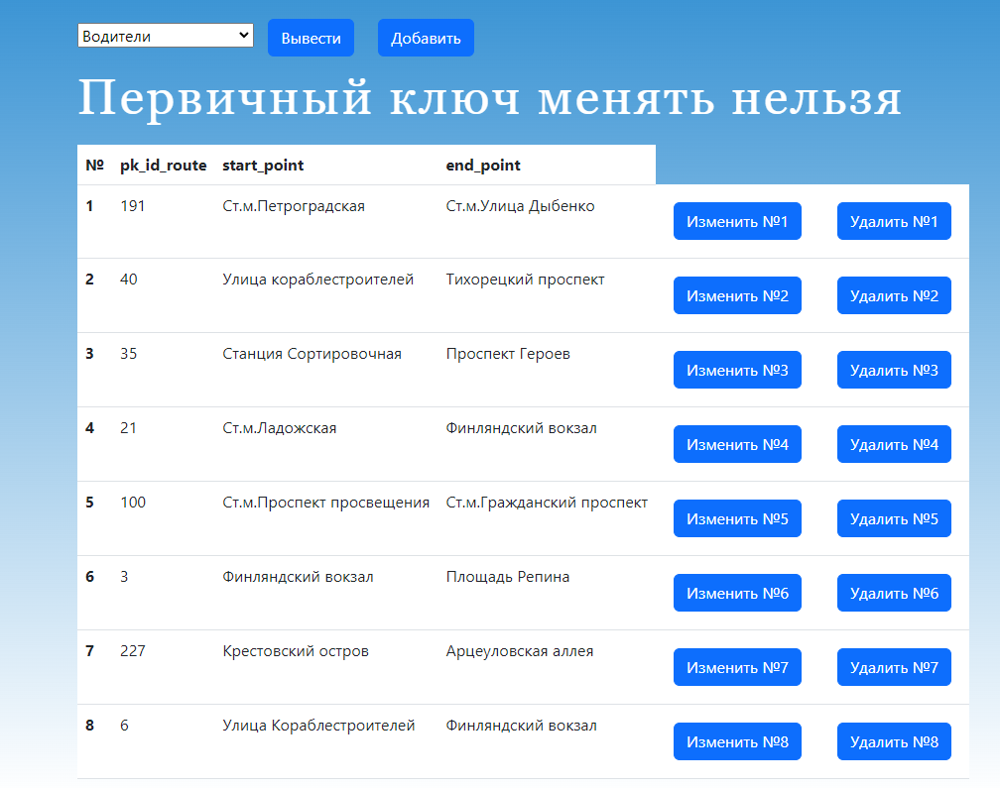 Водители Вывести Добавить
Первичный ключ менять нельзя
№ pk_id_route start_point end_point
1 191 Ст.м.Петроградская Ст.м.Улица Дыбенко Изменить №1 Удалить №1
2 40 Улица кораблестроителей Тихорецкий проспект Изменить №2 Удалить №2
3 35 Станция Сортировочная Проспект Героев Изменить №3 Удалить №3
4 21 Ст.м.Ладожская Финляндский вокзал Изменить №4 Удалить №4
5 100 Ст.м.Проспект просвещения Ст.м.Гражданский проспект Изменить №5 Удалить №5
6 3 Финляндский вокзал Площадь Репина Изменить №6 Удалить №6
7 227 Крестовский остров Арцеуловская аллея Изменить №7 Удалить №7
8 6 Улица Кораблестроителей Финляндский вокзал Изменить №8 Удалить №8